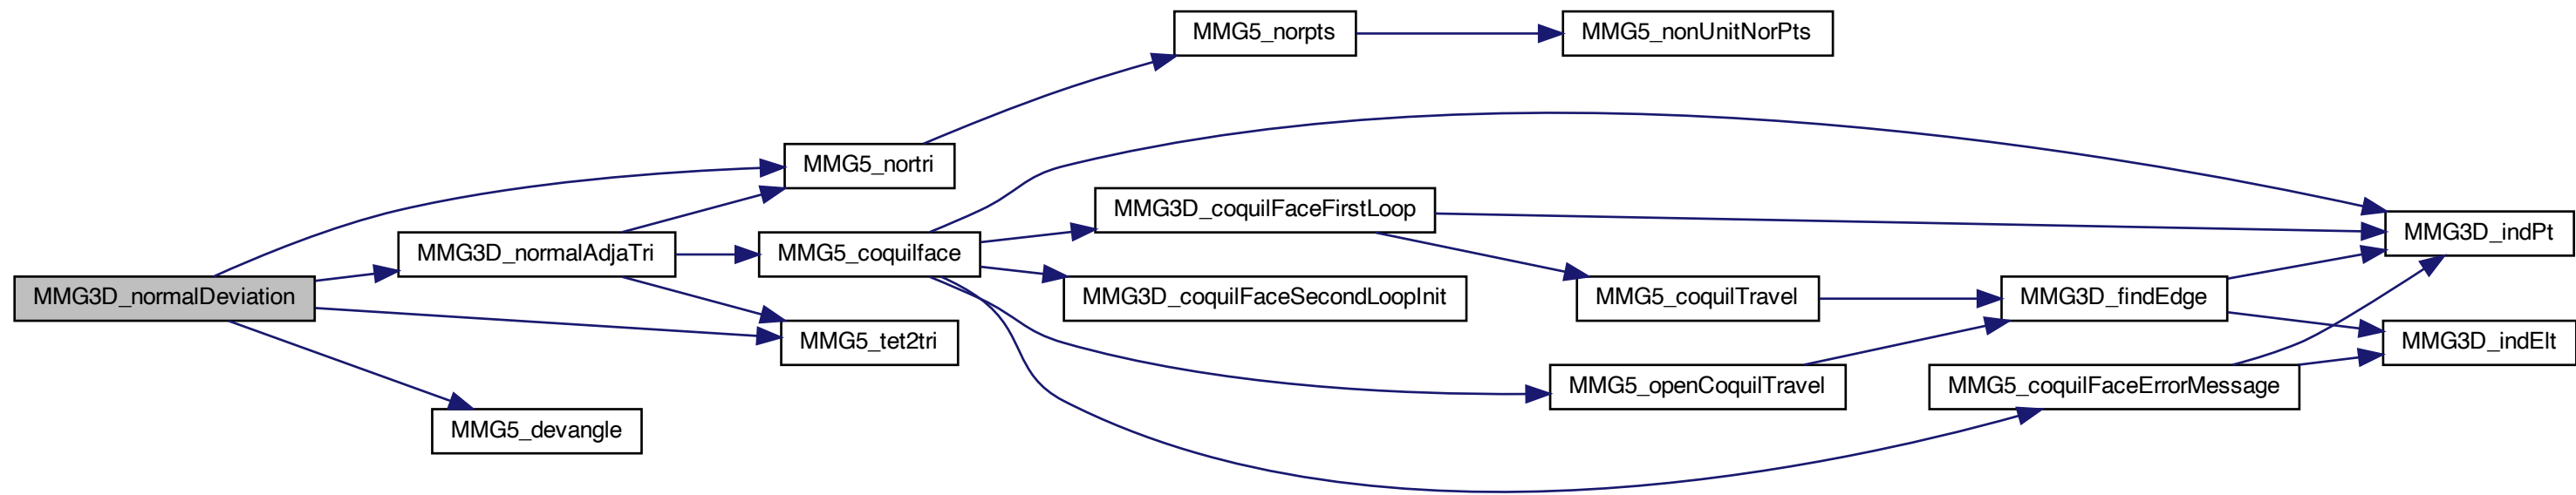 MMG5_norpts
MMG5_nonUnitNorPts
MMG5_nortri
MMG3D_coquilFaceFirstLoop
MMG3D_indPt
MMG3D_normalAdjaTri
MMG5_coquilface
MMG3D_normalDeviation
MMG3D_coquilFaceSecondLoopInit
MMG5_coquilTravel
MMG3D_findEdge
MMG5_tet2tri
MMG3D_indElt
MMG5_openCoquilTravel
MMG5_coquilFaceErrorMessage
MMG5_devangle